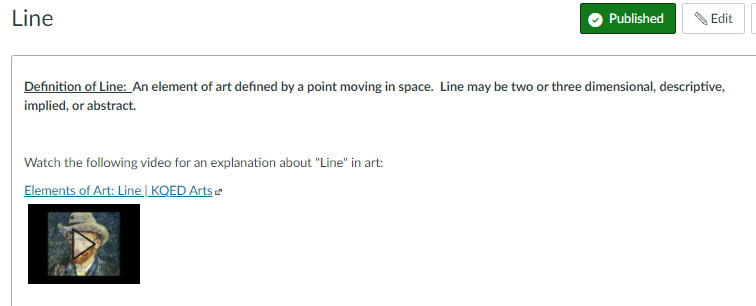 Line
Published
Edit
Definition of Line: An element of art defined by a point moving in space. Line may be two or three dimensional, descriptive,
implied, or abstract.
Watch the following video for an explanation about "Line" in art:
Elements of Art: Line | KQED Arts